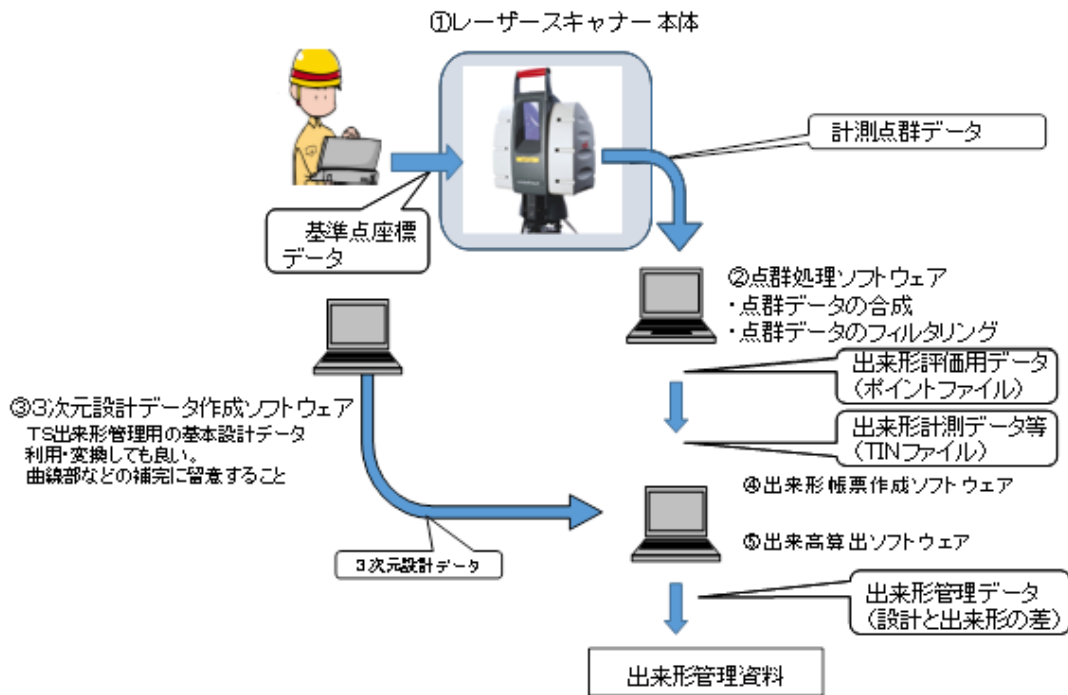 ①レーザースキャナー本体
計測点群データ
基準点座標
データ
②点群処理ソフトウェア
・点群データの合成
・点群データのフィルタリング
出来形評価用データ
(ポイントファイル)
③3次元設計データ作成ソフトウェア
TS出来形管理用の基本設計データ
利用・変換しても良い。
曲線部などの補完に留意すること
出来形計測データ等
(TINファイル)
④出来形帳票作成ソフトウェア
⑤出来高算出ソフトウェア
3次元設計データ
出来形管理データ
(設計と出来形の差)
出来形管理資料